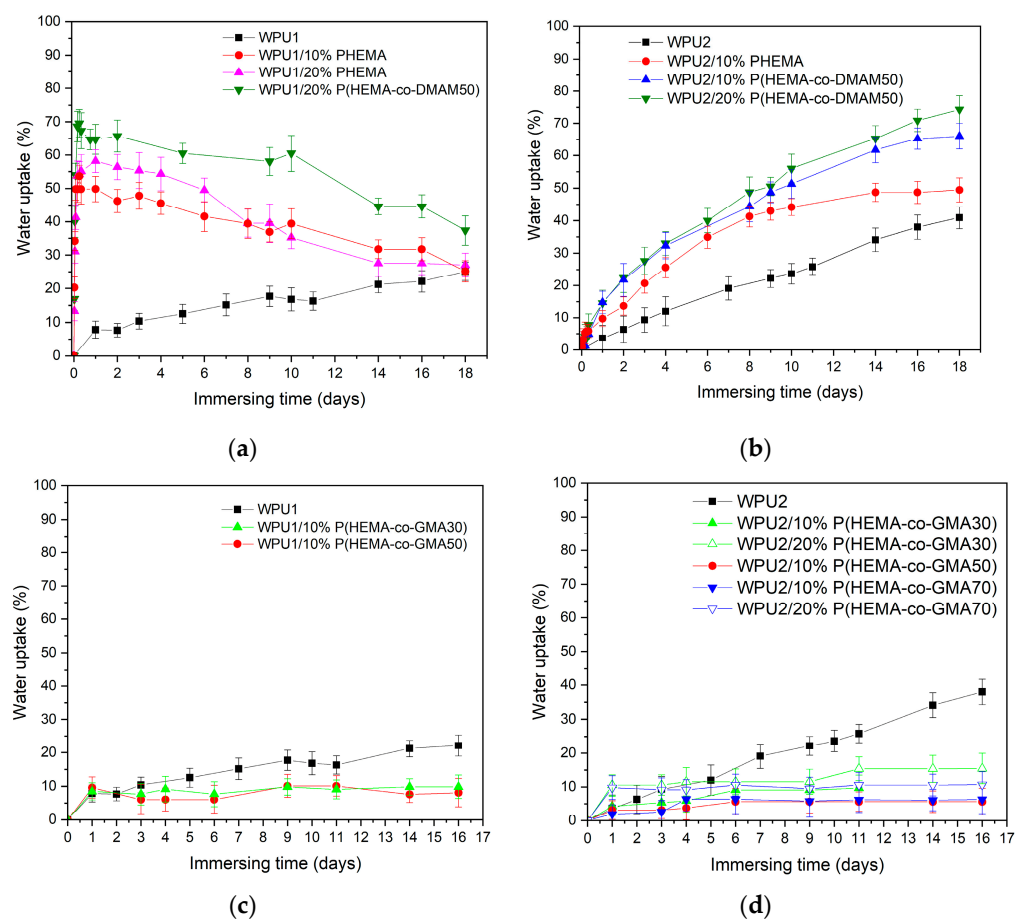 100
90
80
70
60
50
40
30
20
10
0
Water uptake (%)
WPU1
WPU1/10% PHEMA
WPU1/20% PHEMA
WPU1/20% P(HEMA-co-DMAM50)
0 2 4 6 8 10 12 14 16 18
Immersing time (days)
(a)
100
90
80
70
60
50
40
30
20
10
0
Water uptake (%)
WPU2
WPU2/10% PHEMA
WPU2/10% P(HEMA-co-DMAM50)
WPU2/20% P(HEMA-co-DMAM50)
0 2 4 6 8 10 12 14 16 18
Immersing time (days)
(b)
100
90
80
70
60
50
40
30
20
10
0
Water uptake (%)
WPU1
WPU1/10% P(HEMA-co-GMA30)
WPU1/10% P(HEMA-co-GMA50)
0 1 2 3 4 5 6 7 8 9 10 11 12 13 14 15 16 17
Immersing time (days)
(c)
100
90
80
70
60
50
40
30
20
10
0
Water uptake (%)
WPU2
WPU2/10% P(HEMA-co-GMA30)
WPU2/20% P(HEMA-co-GMA30)
WPU2/10% P(HEMA-co-GMA50)
WPU2/10% P(HEMA-co-GMA70)
WPU2/20% P(HEMA-co-GMA70)
0 1 2 3 4 5 6 7 8 9 10 11 12 13 14 15 16 17
Immersing time (days)
(d)